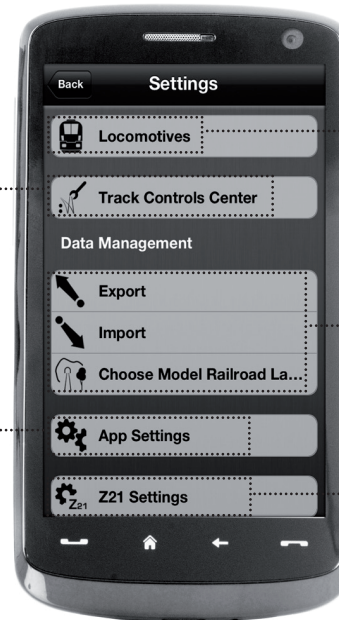 Back
Settings
Locomotives
Track Controls Center
Data Management
Export
Import
Choose Model Railroad La...
App Settings
Z21
Z21 Settings